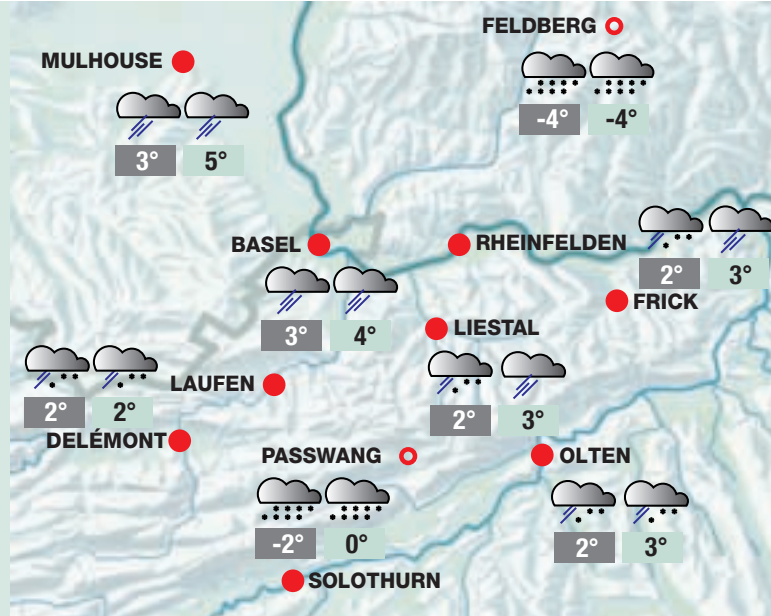 FELDBERG
MULHOUSE
-4° -4°
3° 5°
BASEL
RHEINFELDEN
2° 3°
FRICK
3° 4°
LIESTAL
LAUFEN
2° 2°
2° 3°
DELÉMONT
PASSWANG
OLTEN
-2° 0°
2° 3°
SOLOTHURN